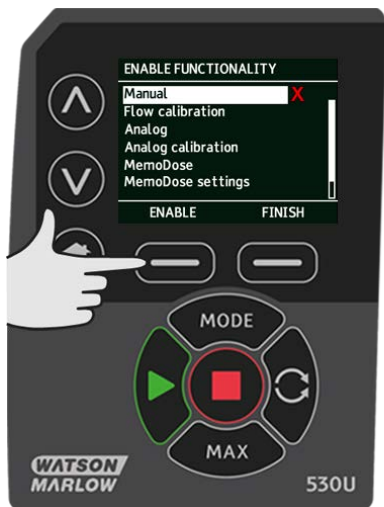 ENABLE FUNCTIONALITY
Manual X
Flow calibration
Analog
Analog calibration
MemoDose
MemoDose settings
ENABLE FINISH
MODE
MAX
WATSON
MARLOW
530U